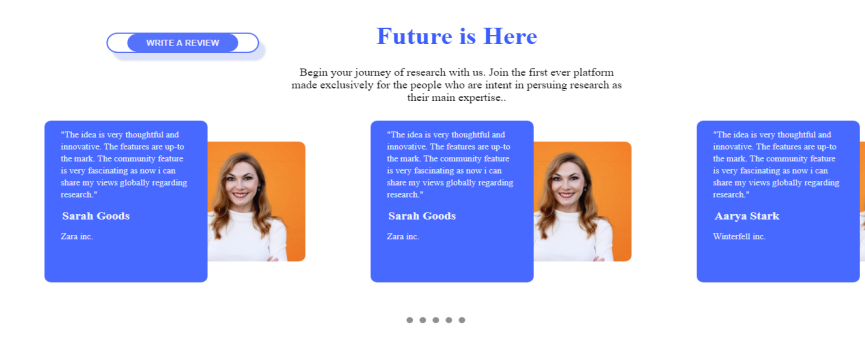 WRITE A REVIEW
Future is Here
Begin your journey of research with us. Join the first ever platform
made exclusively for the people who are intent in persuing research as
their main expertise..
"The idea is very thoughtful and
innovative. The features are up-to
the mark. The community feature
is very fascinating as now i can
share my views globally regarding
research."
Sarah Goods
Zara inc.
"The idea is very thoughtful and
innovative. The features are up-to
the mark. The community feature
is very fascinating as now i can
share my views globally regarding
research."
Sarah Goods
Zara inc.
"The idea is very thoughtful and
innovative. The features are up-to
the mark. The community feature
is very fascinating as now i can
share my views globally regarding
research."
Aarya Stark
Winterfell inc.